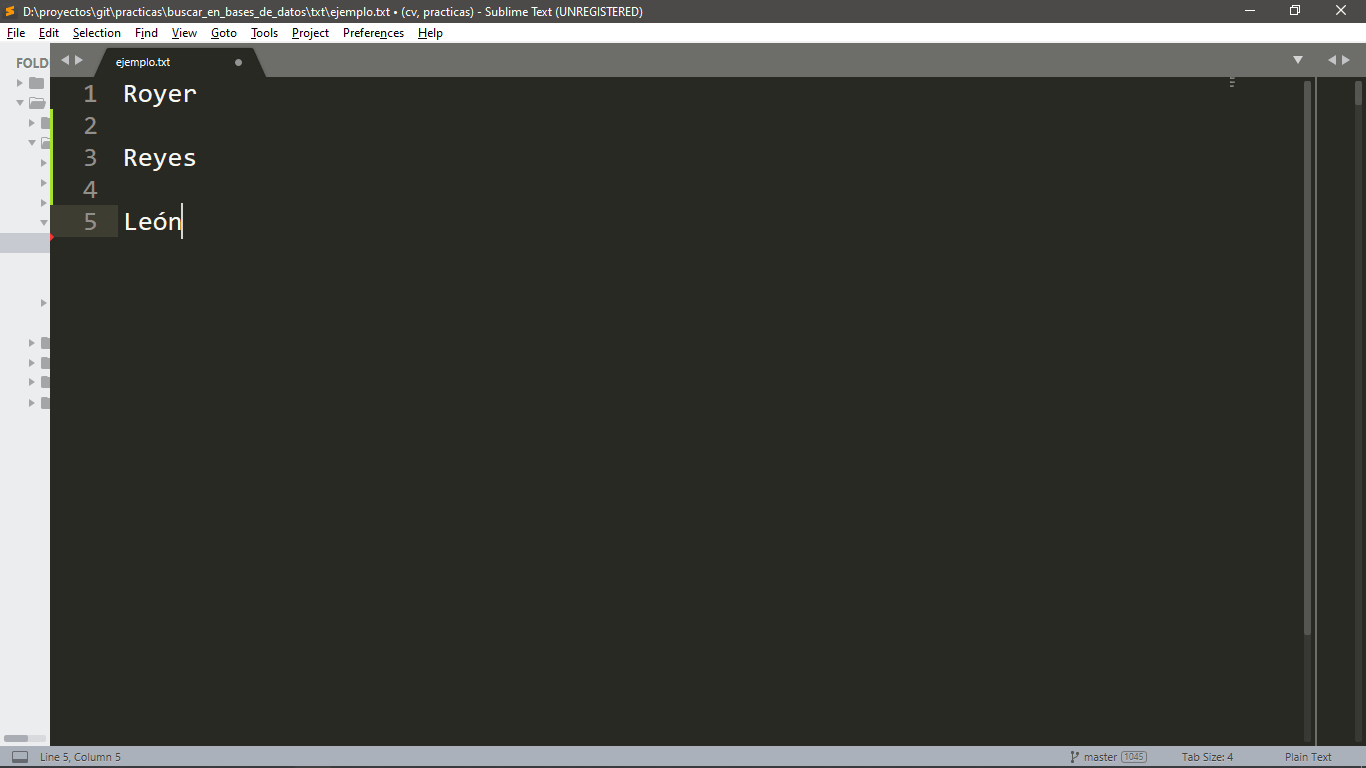 D:\proyectos\git\practicas\buscar_en_bases_de_datos\txt\ejemplo.txt • (cv, practicas) - Sublime Text (UNREGISTERED)
File Edit Selection Find View Goto Tools Project Preferences Help
FOLD
ejemplo.txt
1 Royer
2
3 Reyes
4
5 León
Line 5, Column 5 master 1045 Tab Size: 4 Plain Text